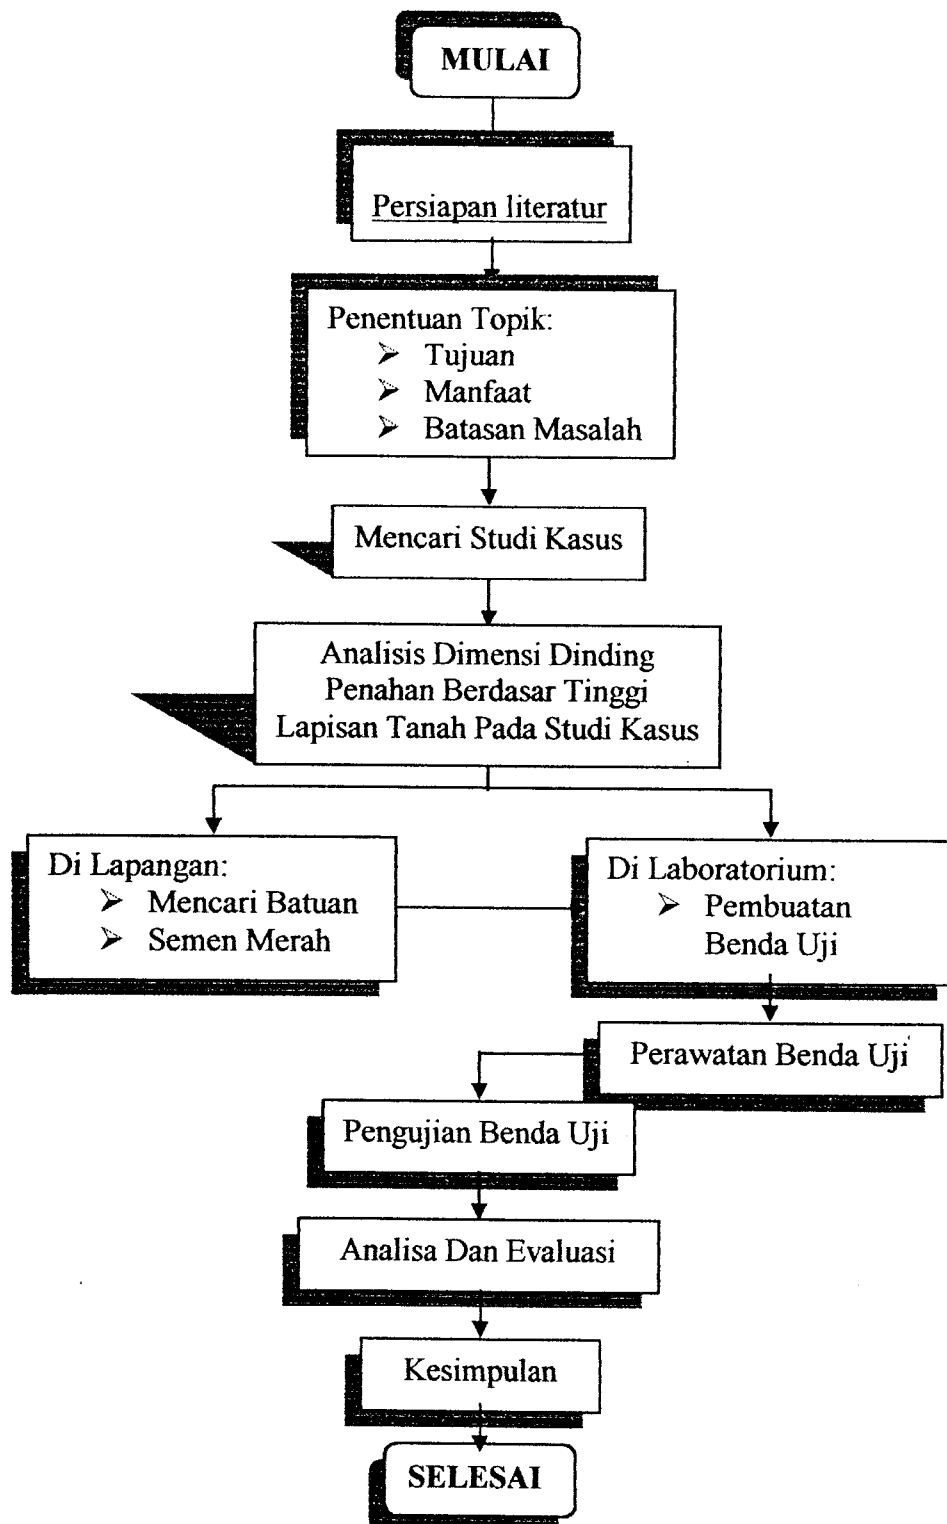 MULAI
Persiapan literatur
Penentuan Topik:
➢ Tujuan
➢ Manfaat
➢ Batasan Masalah
Mencari Studi Kasus
Analisis Dimensi Dinding
Penahan Berdasar Tinggi
Lapisan Tanah Pada Studi Kasus
Di Lapangan:
➢ Mencari Batuan
➢ Semen Merah
Di Laboratorium:
➢ Pembuatan
Benda Uji
Perawatan Benda Uji
Pengujian Benda Uji
Analisa Dan Evaluasi
Kesimpulan
SELESAI